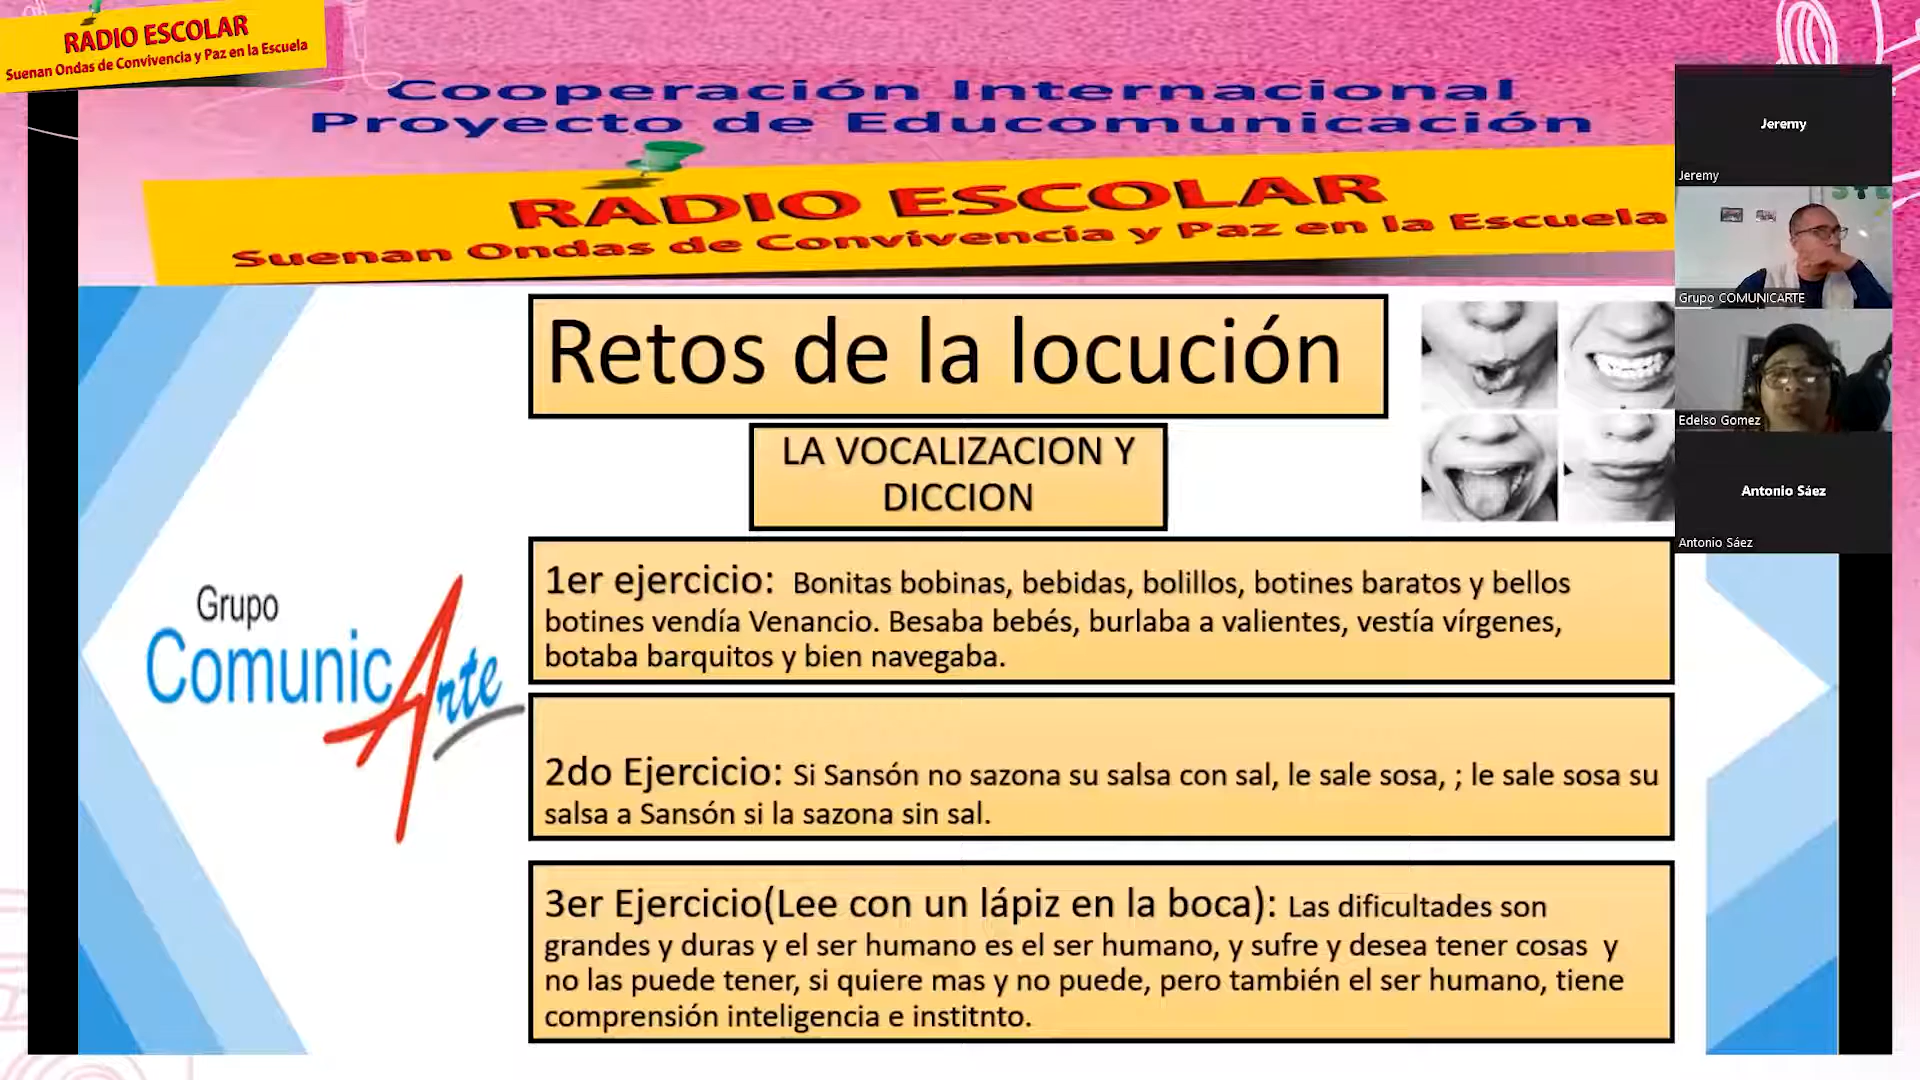 RADIO ESCOLAR
Suenan Ondas de Convivencia y Paz en la Escuela
Cooperación Internacional
Proyecto de Educomunicación
RADIO ESCOLAR
Suenan Ondas de Convivencia y Paz en la Escuela
Retos de la locución
LA VOCALIZACION Y
DICCION
Grupo
ComunicArte
1er ejercicio: Bonitas bobinas, bebidas, bolillos, botines baratos y bellos
botines vendía Venancio. Besaba bebés, burlaba a valientes, vestía vírgenes,
botaba barquitos y bien navegaba.
2do Ejercicio: Si Sansón no sazona su salsa con sal, le sale sosa, ; le sale sosa su
salsa a Sansón si la sazona sin sal.
3er Ejercicio(Lee con un lápiz en la boca): Las dificultades son
grandes y duras y el ser humano es el ser humano, y sufre y desea tener cosas y
no las puede tener, si quiere mas y no puede, pero también el ser humano, tiene
comprensión inteligencia e institnto.
Jeremy
Jeremy
Grupo COMUNICARTE
Edelso Gomez
Antonio Sáez
Antonio Sáez